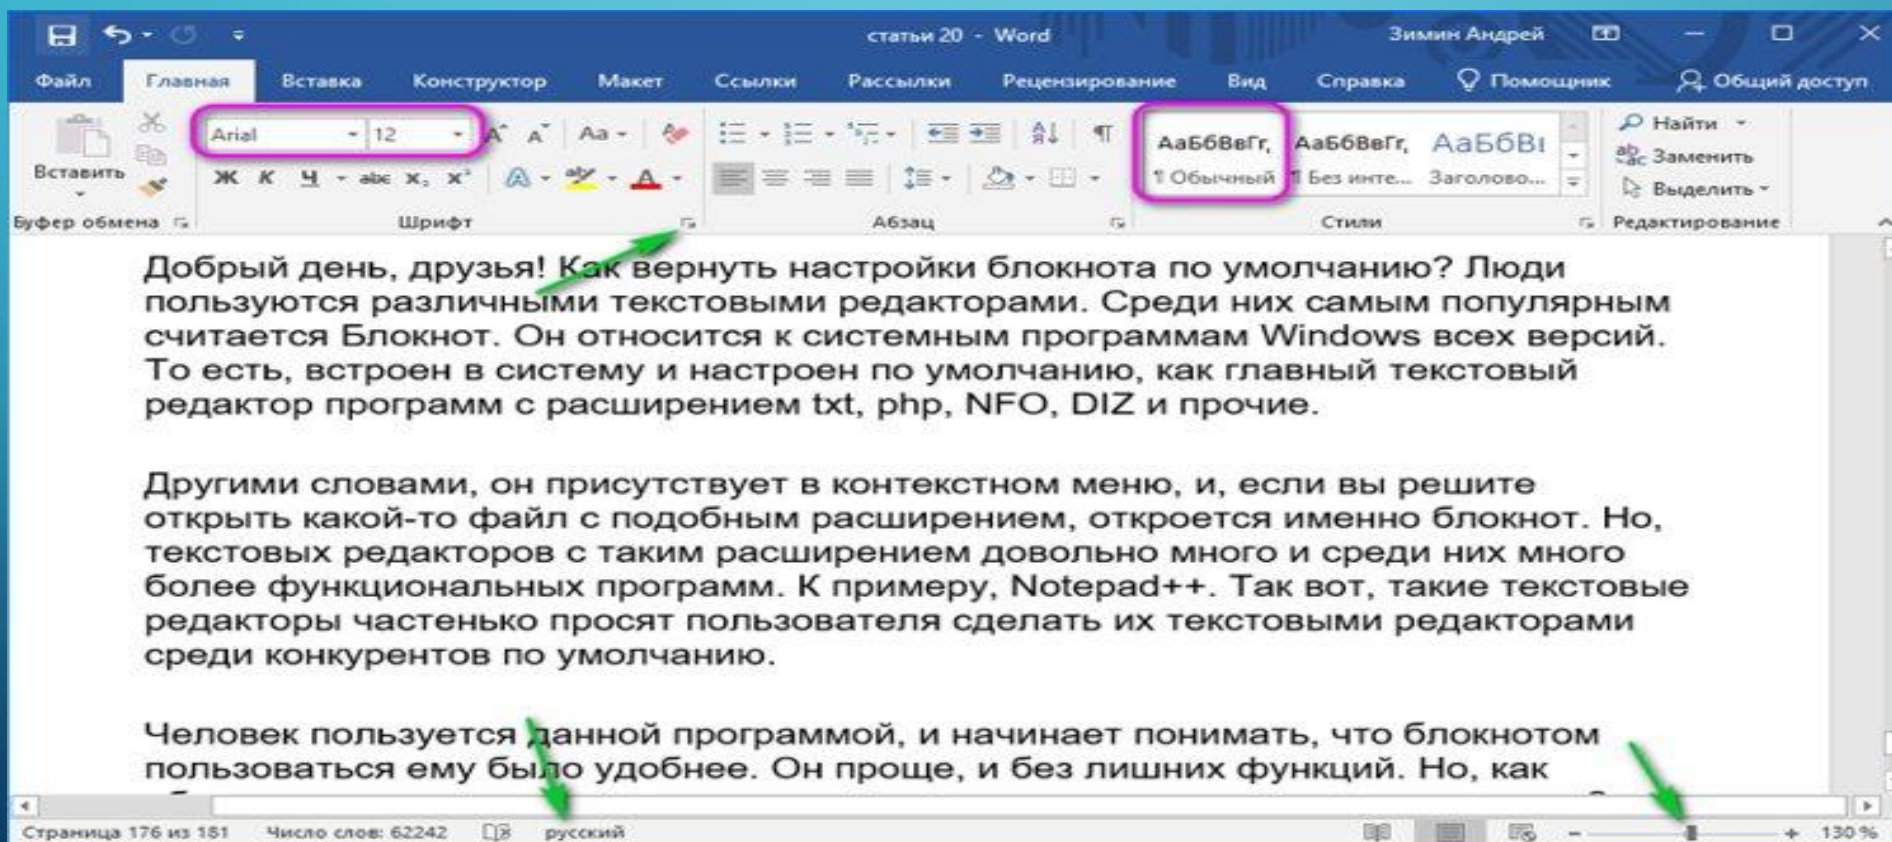 статьи 20 - Word Зимин Андрей
Файл Главная Вставка Конструктор Макет Ссылки Рассылки Рецензирование Вид Справка Помощник Общий доступ
Arial 12 Aa АаБбВвГг, АаБбВвГг, АаБбВı Найти
Заменить
Вставить Ж К Ч abc x₂ x² А ¶ Обычный ¶ Без инте... Заголово... Выделить
Буфер обмена Шрифт Абзац Стили Редактирование
Добрый день, друзья! Как вернуть настройки блокнота по умолчанию? Люди
пользуются различными текстовыми редакторами. Среди них самым популярным
считается Блокнот. Он относится к системным программам Windows всех версий.
То есть, встроен в систему и настроен по умолчанию, как главный текстовый
редактор программ с расширением txt, php, NFO, DIZ и прочие.
Другими словами, он присутствует в контекстном меню, и, если вы решите
открыть какой-то файл с подобным расширением, откроется именно блокнот. Но,
текстовых редакторов с таким расширением довольно много и среди них много
более функциональных программ. К примеру, Notepad++. Так вот, такие текстовые
редакторы частенько просят пользователя сделать их текстовыми редакторами
среди конкурентов по умолчанию.
Человек пользуется данной программой, и начинает понимать, что блокнотом
пользоваться ему было удобнее. Он проще, и без лишних функций. Но, как
Страница 176 из 181 Число слов: 62242 русский 130 %